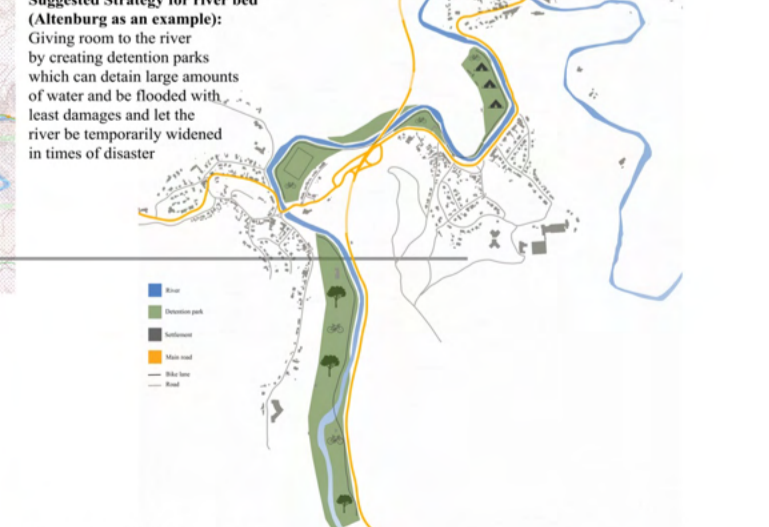 Suggested Strategy for river bed
(Altenburg as an example):
Giving room to the river
by creating detention parks
which can detain large amounts
of water and be flooded with
least damages and let the
river be temporarily widened
in times of disaster
River
Detention park
Settlement
Main road
Bike lane
Road